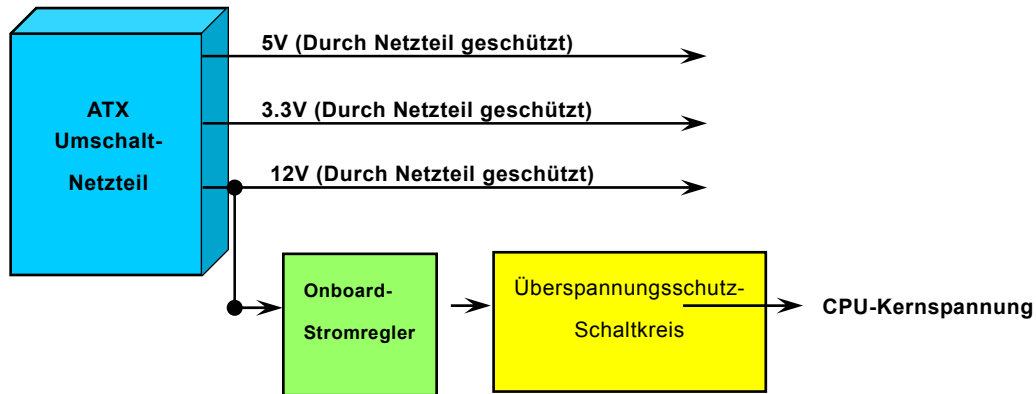 5V (Durch Netzteil geschützt)
3.3V (Durch Netzteil geschützt)
12V (Durch Netzteil geschützt)
ATX
Umschalt-
Netzteil
Onboard-
Stromregler
Überspannungsschutz-
Schaltkreis
CPU-Kernspannung